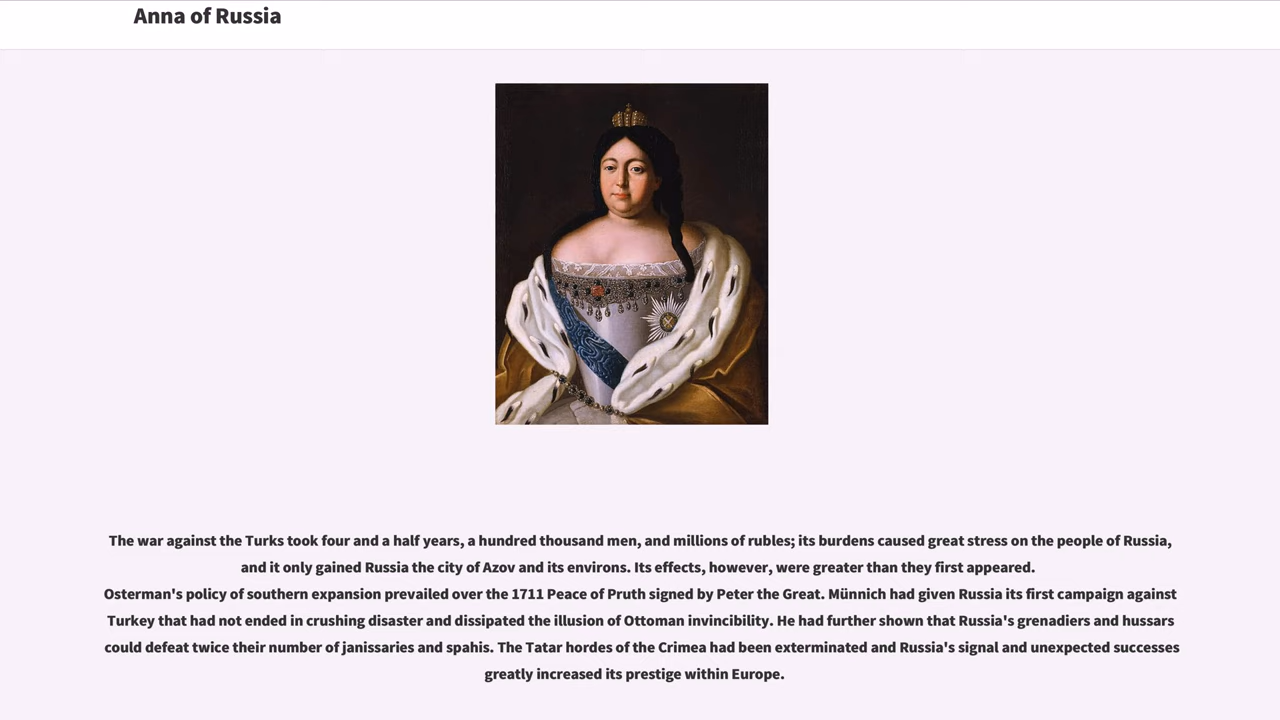 Anna of Russia
The war against the Turks took four and a half years, a hundred thousand men, and millions of rubles; its burdens caused great stress on the people of Russia,
and it only gained Russia the city of Azov and its environs. Its effects, however, were greater than they first appeared.
Osterman's policy of southern expansion prevailed over the 1711 Peace of Pruth signed by Peter the Great. Münnich had given Russia its first campaign against
Turkey that had not ended in crushing disaster and dissipated the illusion of Ottoman invincibility. He had further shown that Russia's grenadiers and hussars
could defeat twice their number of janissaries and spahis. The Tatar hordes of the Crimea had been exterminated and Russia's signal and unexpected successes
greatly increased its prestige within Europe.